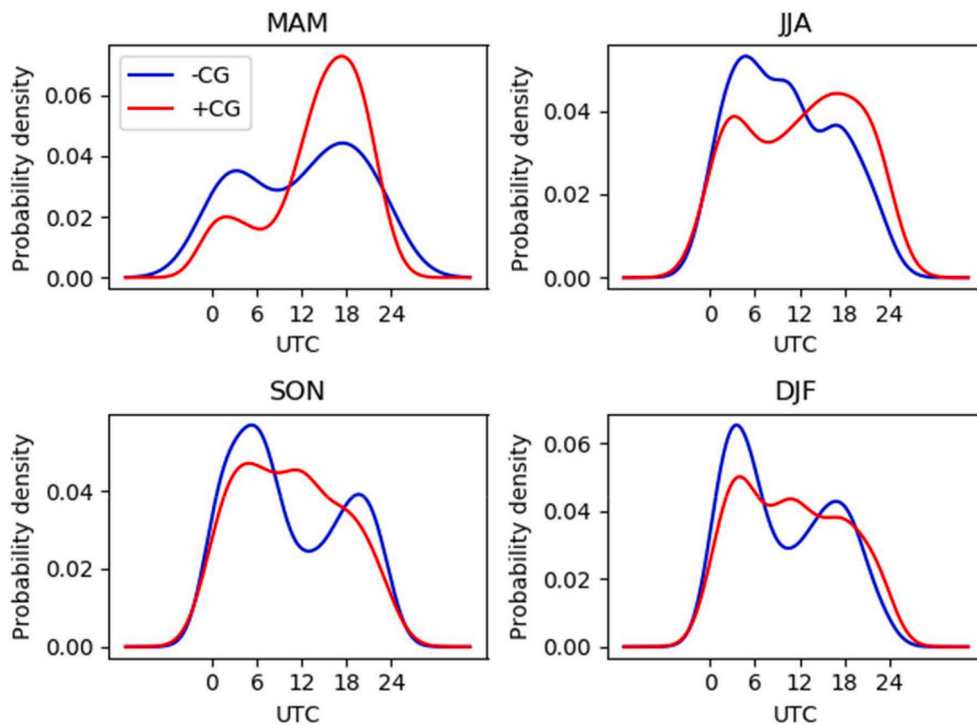 MAM
-CG
+CG
Probability density
0.06
0.04
0.02
0.00
0 6 12 18 24
UTC
JJA
Probability density
0.04
0.02
0.00
0 6 12 18 24
UTC
SON
Probability density
0.04
0.02
0.00
0 6 12 18 24
UTC
DJF
Probability density
0.06
0.04
0.02
0.00
0 6 12 18 24
UTC